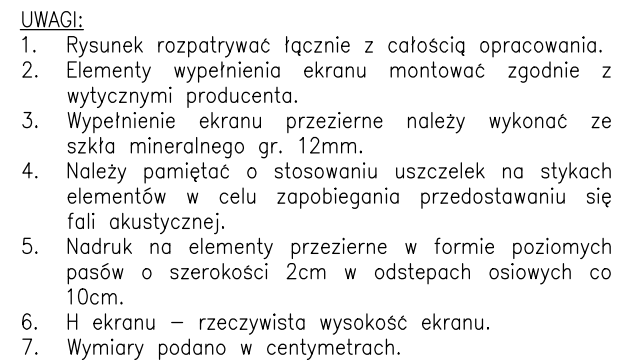 UWAGI:
1. Rysunek rozpatrywać łącznie z całością opracowania.
2. Elementy wypełnienia ekranu montować zgodnie z
wytycznymi producenta.
3. Wypełnienie ekranu przezierne należy wykonać ze
szkła mineralnego gr. 12mm.
4. Należy pamiętać o stosowaniu uszczelek na stykach
elementów w celu zapobiegania przedostawaniu się
fali akustycznej.
5. Nadruk na elementy przezierne w formie poziomych
pasów o szerokości 2cm w odstepach osiowych co
10cm.
6. H ekranu – rzeczywista wysokość ekranu.
7. Wymiary podano w centymetrach.